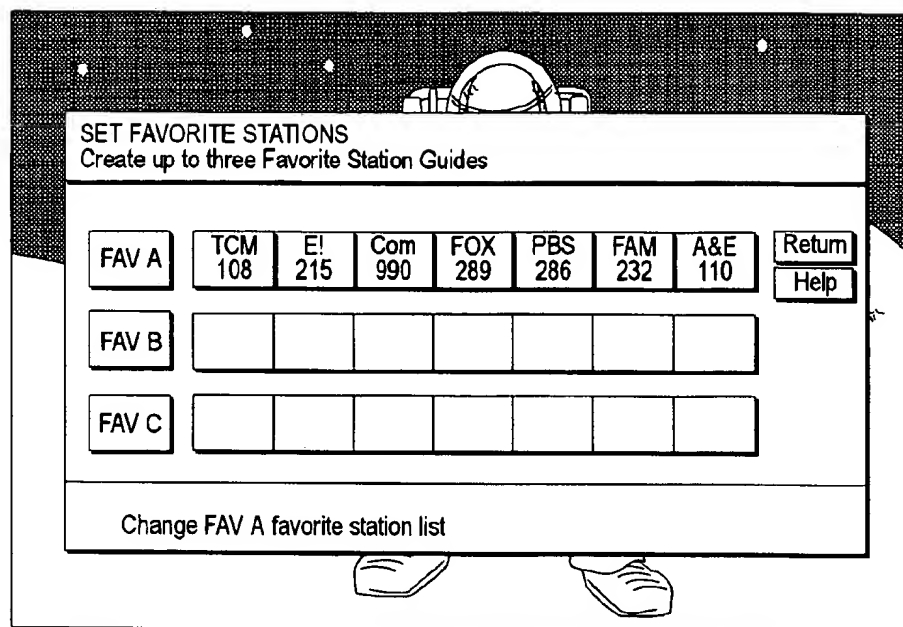 SET FAVORITE STATIONS
Create up to three Favorite Station Guides
FAV A
TCM
108
E!
215
Com
990
FOX
289
PBS
286
FAM
232
A&E
110
Return
Help
FAV B
FAV C
Change FAV A favorite station list